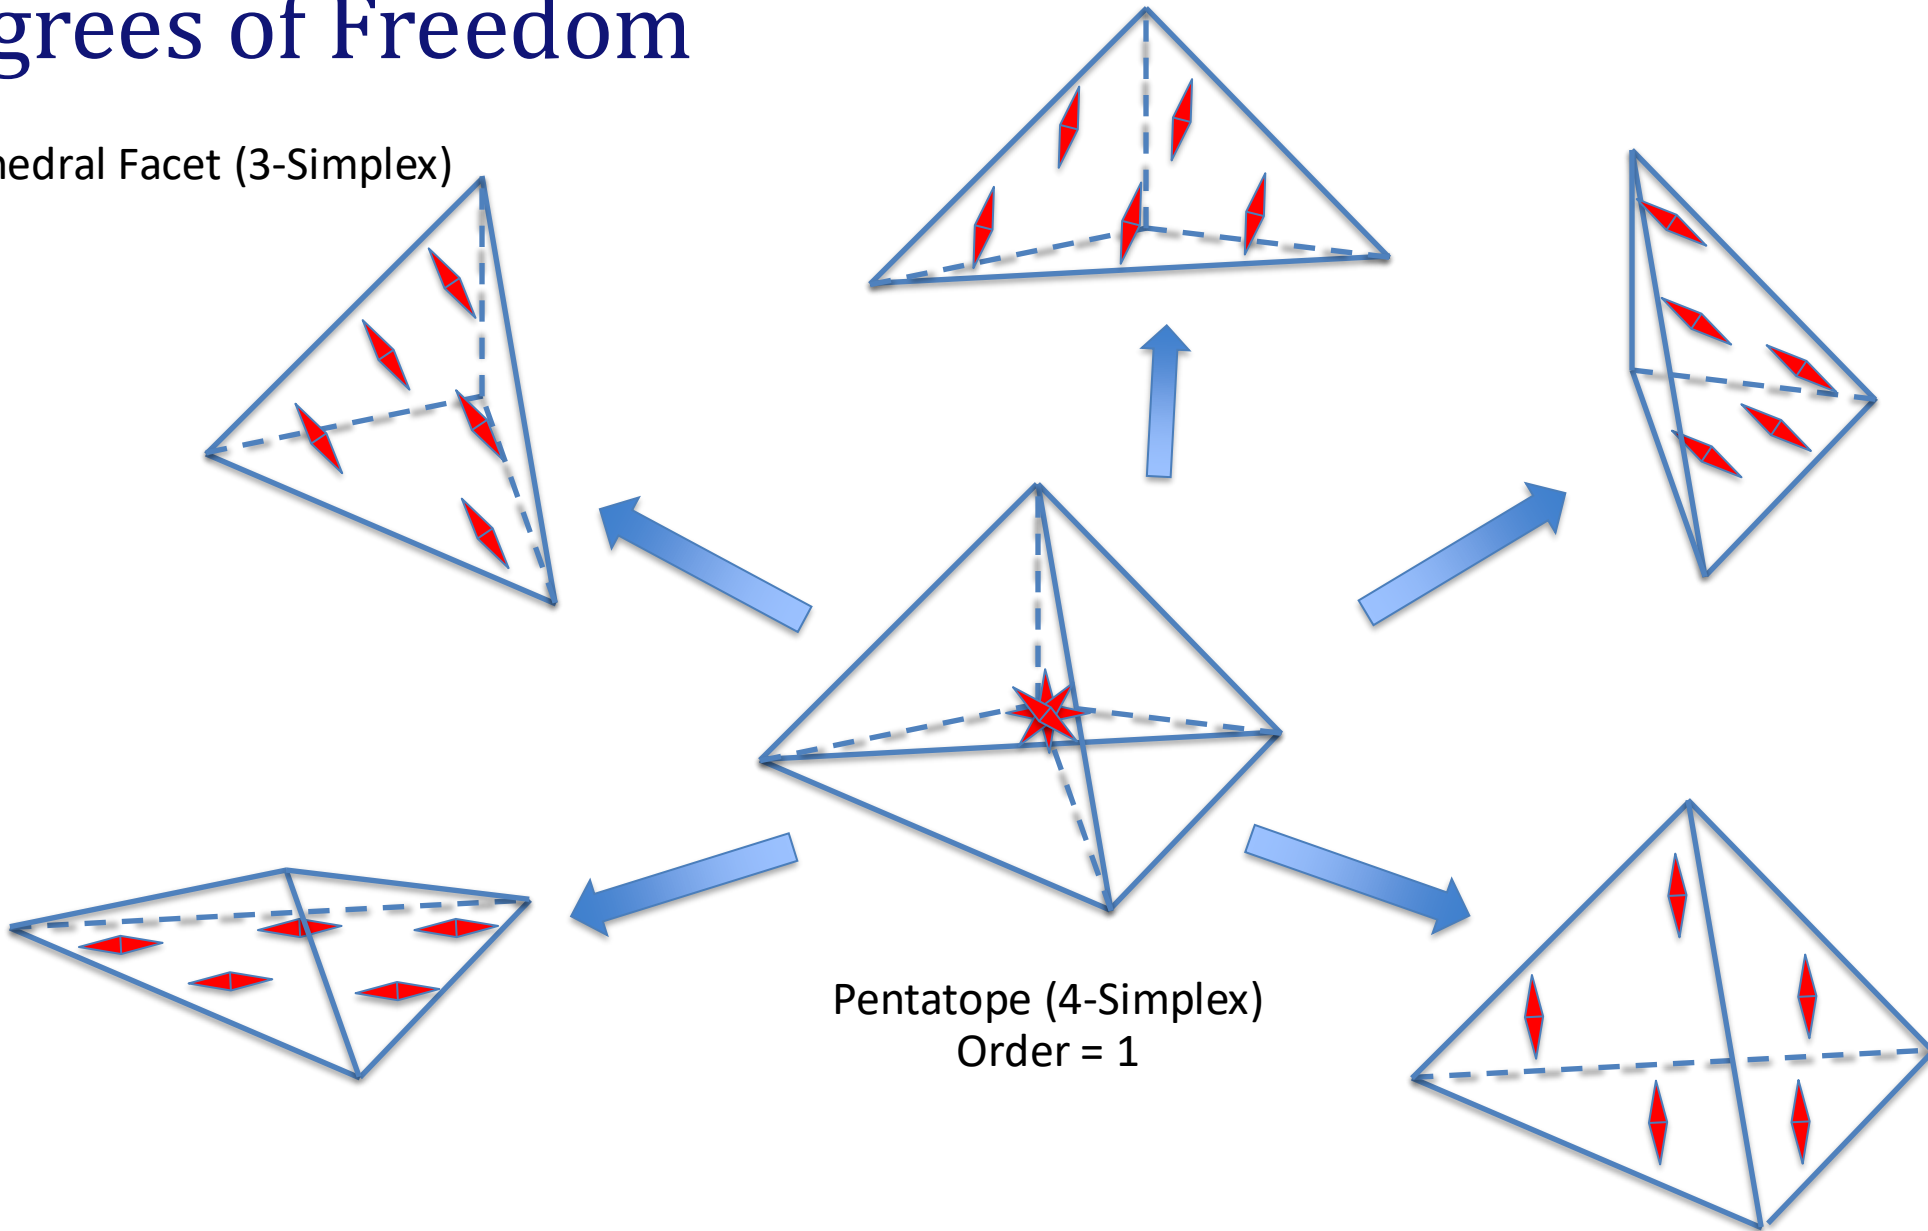 grees of Freedom
hedral Facet (3-Simplex)
Pentatope (4-Simplex)
Order = 1